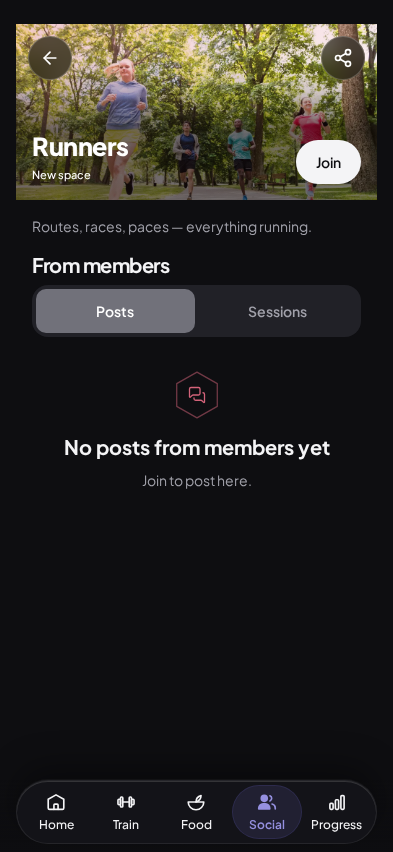 Runners
New space
Join
Routes, races, paces — everything running.
From members
Posts
Sessions
No posts from members yet
Join to post here.
Home
Train
Food
Social
Progress